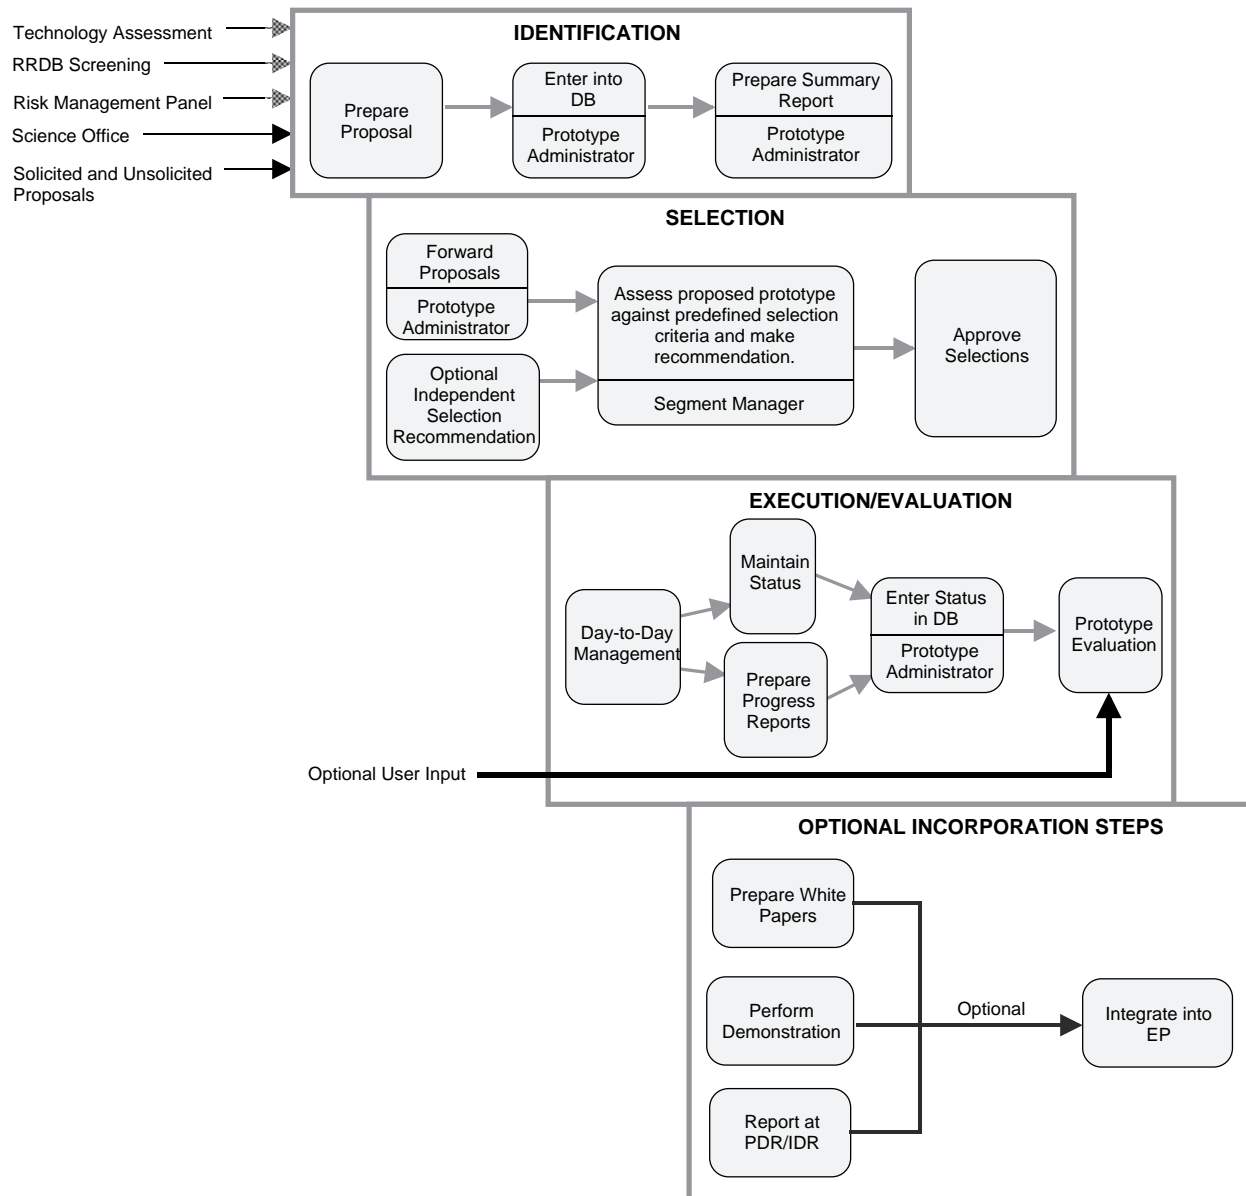 Technology Assessment
RRDB Screening
Risk Management Panel
Science Office
Solicited and Unsolicited
Proposals
IDENTIFICATION
Prepare
Proposal
Enter into
DB
Prototype
Administrator
Prepare Summary
Report
Prototype
Administrator
SELECTION
Forward
Proposals
Prototype
Administrator
Optional
Independent
Selection
Recommendation
Assess proposed prototype
against predefined selection
criteria and make
recommendation.
Segment Manager
Approve
Selections
EXECUTION/EVALUATION
Day-to-Day
Management
Maintain
Status
Prepare
Progress
Reports
Enter Status
in DB
Prototype
Administrator
Prototype
Evaluation
Optional User Input
OPTIONAL INCORPORATION STEPS
Prepare White
Papers
Perform
Demonstration
Report at
PDR/IDR
Optional
Integrate into
EP